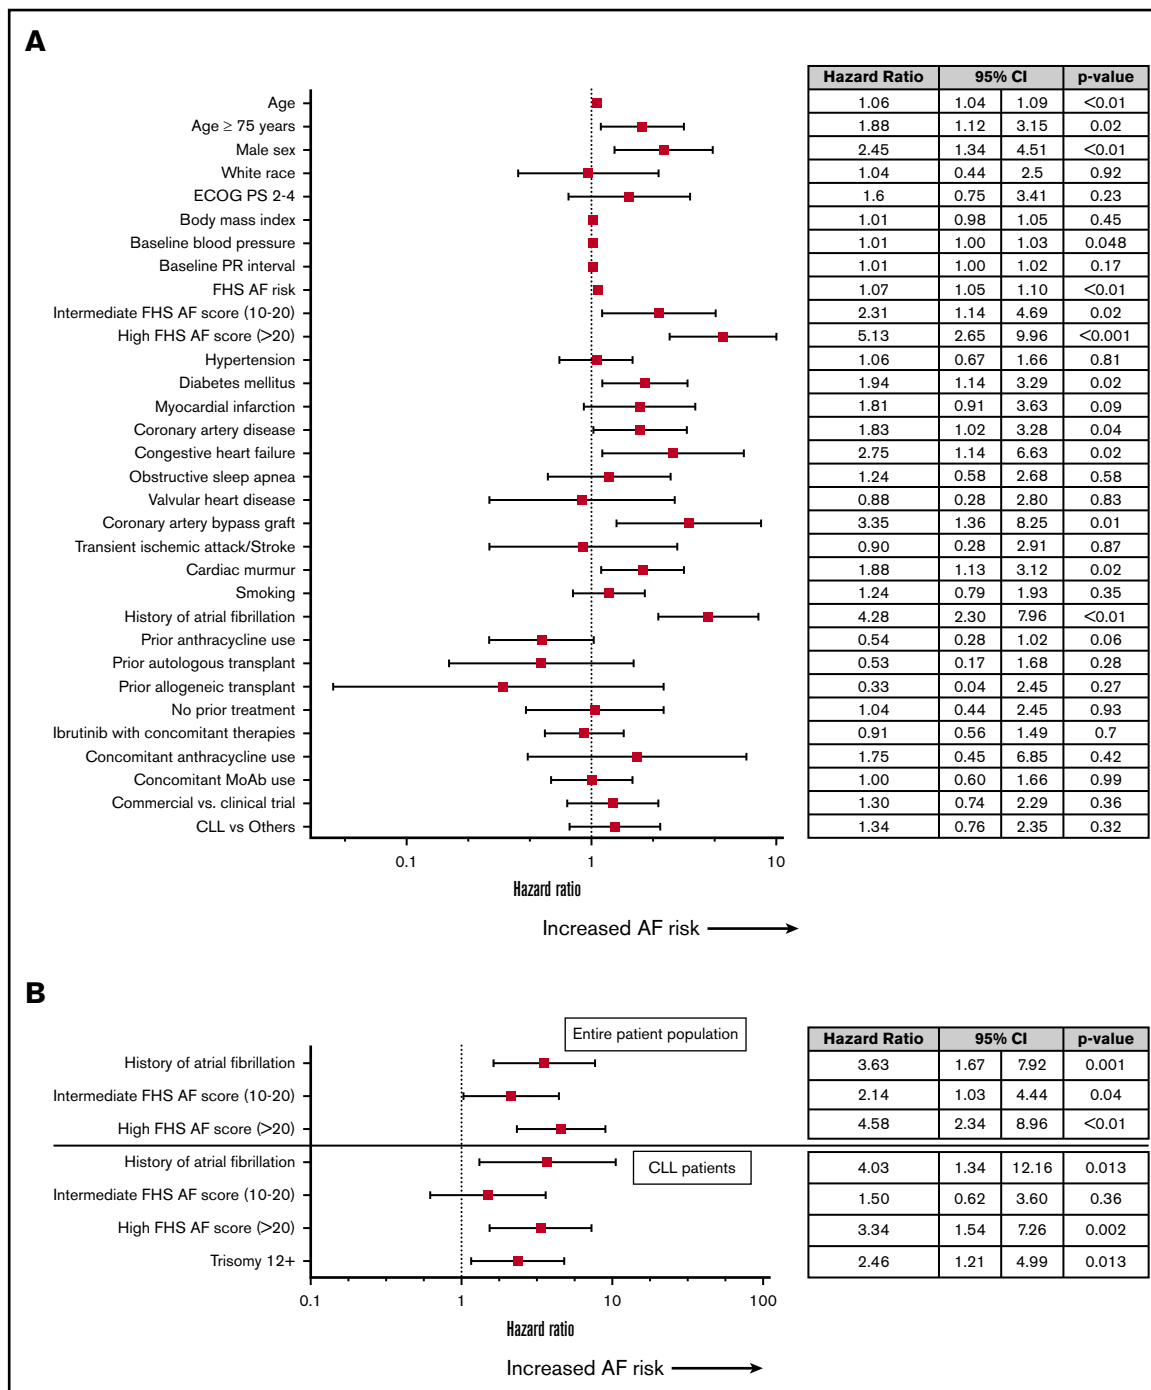 A
Hazard Ratio 95% CI p-value
Age 1.06 1.04 1.09 <0.01
Age ≥ 75 years 1.88 1.12 3.15 0.02
Male sex 2.45 1.34 4.51 <0.01
White race 1.04 0.44 2.5 0.92
ECOG PS 2-4 1.6 0.75 3.41 0.23
Body mass index 1.01 0.98 1.05 0.45
Baseline blood pressure 1.01 1.00 1.03 0.048
Baseline PR interval 1.01 1.00 1.02 0.17
FHS AF risk 1.07 1.05 1.10 <0.01
Intermediate FHS AF score (10-20) 2.31 1.14 4.69 0.02
High FHS AF score (>20) 5.13 2.65 9.96 <0.001
Hypertension 1.06 0.67 1.66 0.81
Diabetes mellitus 1.94 1.14 3.29 0.02
Myocardial infarction 1.81 0.91 3.63 0.09
Coronary artery disease 1.83 1.02 3.28 0.04
Congestive heart failure 2.75 1.14 6.63 0.02
Obstructive sleep apnea 1.24 0.58 2.68 0.58
Valvular heart disease 0.88 0.28 2.80 0.83
Coronary artery bypass graft 3.35 1.36 8.25 0.01
Transient ischemic attack/Stroke 0.90 0.28 2.91 0.87
Cardiac murmur 1.88 1.13 3.12 0.02
Smoking 1.24 0.79 1.93 0.35
History of atrial fibrillation 4.28 2.30 7.96 <0.01
Prior anthracycline use 0.54 0.28 1.02 0.06
Prior autologous transplant 0.53 0.17 1.68 0.28
Prior allogeneic transplant 0.33 0.04 2.45 0.27
No prior treatment 1.04 0.44 2.45 0.93
Ibrutinib with concomitant therapies 0.91 0.56 1.49 0.7
Concomitant anthracycline use 1.75 0.45 6.85 0.42
Concomitant MoAb use 1.00 0.60 1.66 0.99
Commercial vs. clinical trial 1.30 0.74 2.29 0.36
CLL vs Others 1.34 0.76 2.35 0.32
0.1 1 10
Hazard ratio
Increased AF risk
B
Entire patient population
Hazard Ratio 95% CI p-value
History of atrial fibrillation 3.63 1.67 7.92 0.001
Intermediate FHS AF score (10-20) 2.14 1.03 4.44 0.04
High FHS AF score (>20) 4.58 2.34 8.96 <0.01
CLL patients
History of atrial fibrillation 4.03 1.34 12.16 0.013
Intermediate FHS AF score (10-20) 1.50 0.62 3.60 0.36
High FHS AF score (>20) 3.34 1.54 7.26 0.002
Trisomy 12+ 2.46 1.21 4.99 0.013
0.1 1 10 100
Hazard ratio
Increased AF risk